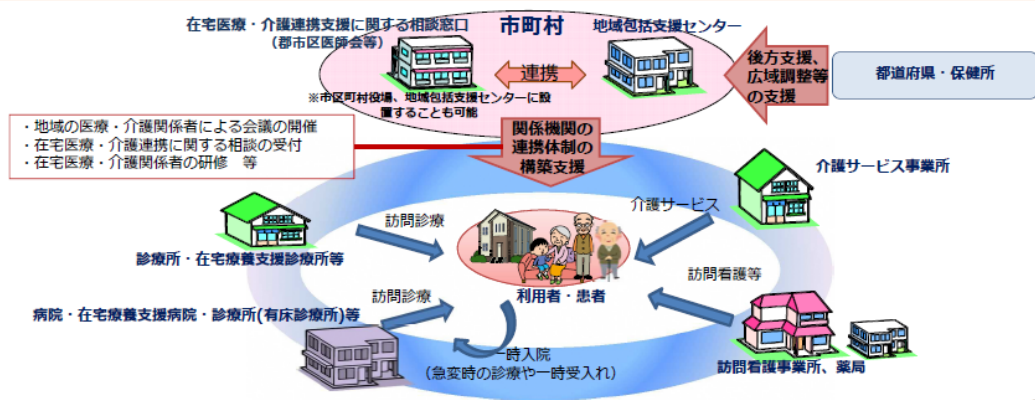 在宅医療・介護連携支援に関する相談窓口
（郡市区医師会等）
市町村
地域包括支援センター
連携
※市区町村役場、地域包括支援センターに設
置することも可能
後方支援、
広域調整等
の支援
都道府県・保健所
・地域の医療・介護関係者による会議の開催
・在宅医療・介護連携に関する相談の受付
・在宅医療・介護関係者の研修　等
関係機関の
連携体制の
構築支援
介護サービス事業所
訪問診療
介護サービス
診療所・在宅療養支援診療所等
訪問診療
利用者・患者
訪問看護等
病院・在宅療養支援病院・診療所(有床診療所)等
一時入院
（急変時の診療や一時受入れ）
訪問看護事業所、薬局